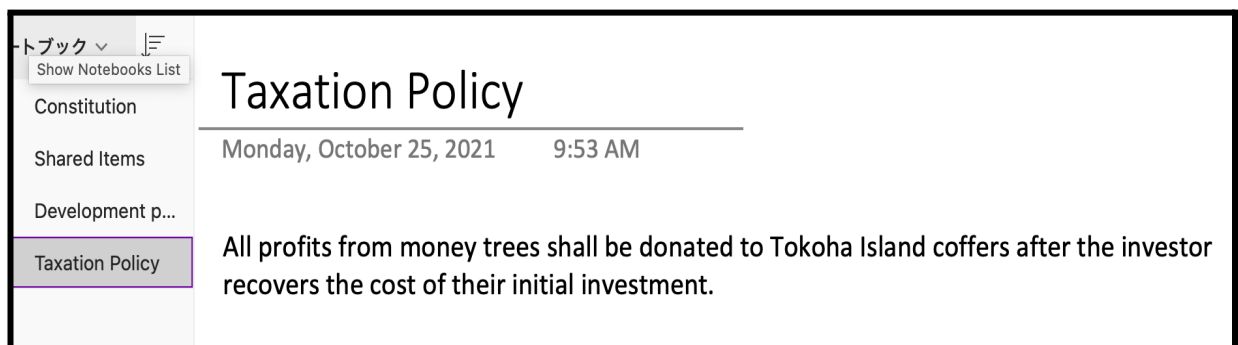 ートブック
Show Notebooks List
Constitution
Shared Items
Development p...
Taxation Policy
Taxation Policy
Monday, October 25, 2021 9:53 AM
All profits from money trees shall be donated to Tokoha Island coffers after the investor
recovers the cost of their initial investment.